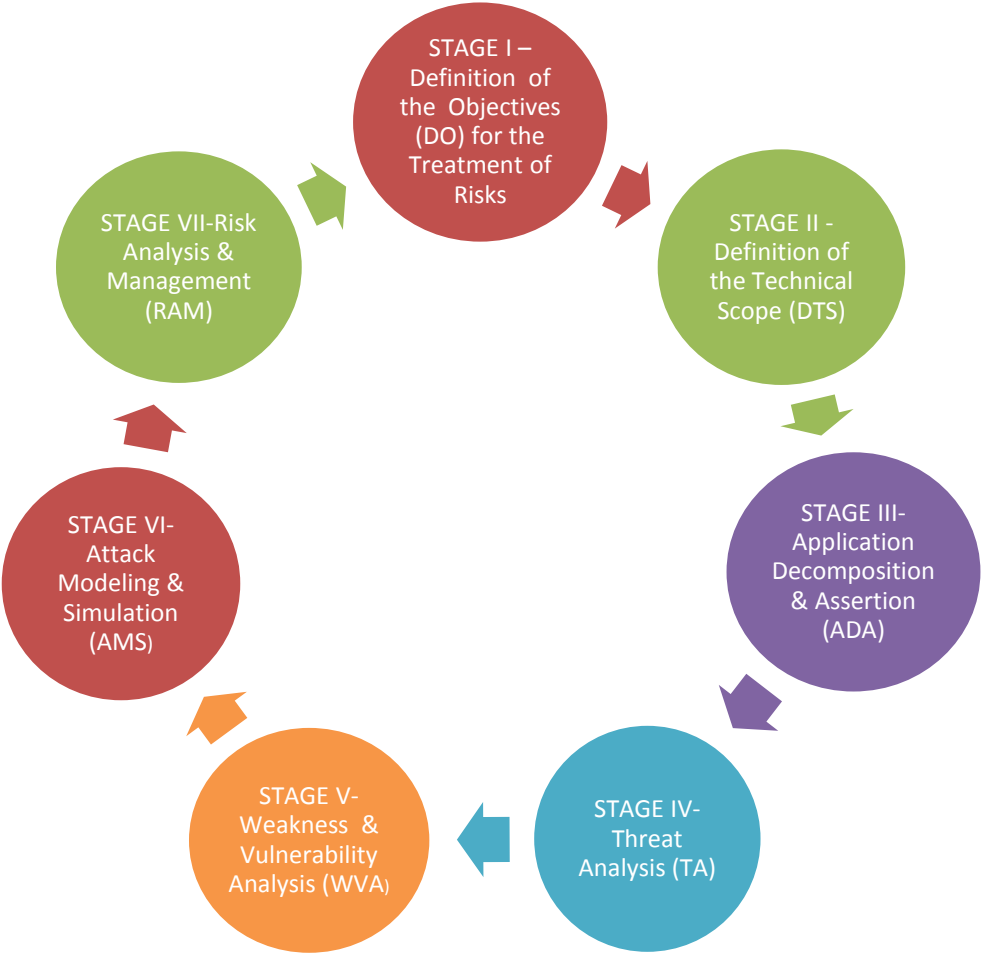 STAGE I –
Definition of
the Objectives
(DO) for the
Treatment of
Risks
STAGE II -
Definition of
the Technical
Scope (DTS)
STAGE III-
Application
Decomposition
& Assertion
(ADA)
STAGE IV-
Threat
Analysis (TA)
STAGE V-
Weakness &
Vulnerability
Analysis (WVA)
STAGE VI-
Attack
Modeling &
Simulation
(AMS)
STAGE VII-Risk
Analysis &
Management
(RAM)